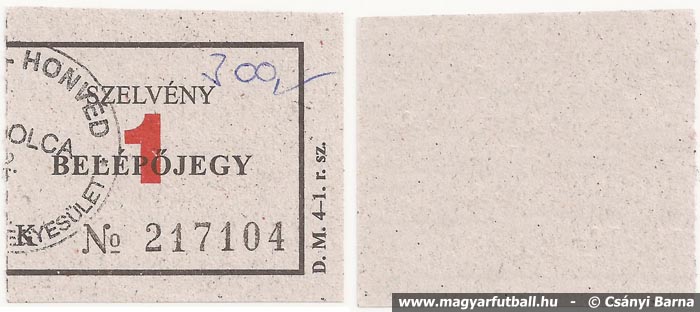 300,-
HONVÉD
SZELVÉNY
1
OLCA
BELÉPŐJEGY
EGYESÜLET
K № 217104
D. M. 4–1. r. sz.
www.magyarfutball.hu - © Csányi Barna